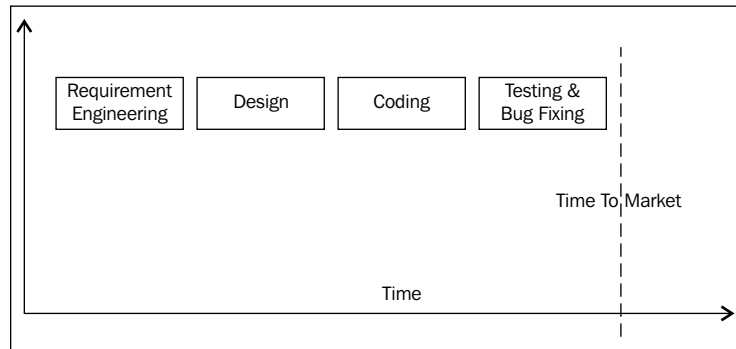 Requirement
Engineering
Design
Coding
Testing &
Bug Fixing
Time To Market
Time